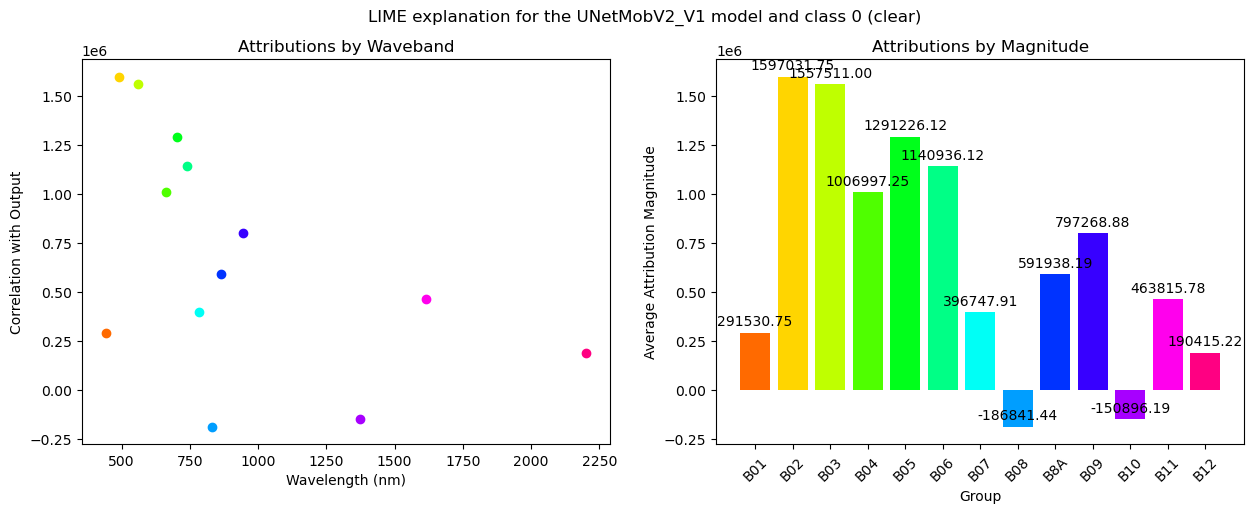 LIME explanation for the UNetMobV2_V1 model and class 0 (clear)
Attributions by Waveband
1e6
1.50
1.25
1.00
0.75
0.50
0.25
0.00
−0.25
Correlation with Output
500
750
1000
1250
1500
1750
2000
2250
Wavelength (nm)
Attributions by Magnitude
1e6
1.50
1.25
1.00
0.75
0.50
0.25
0.00
−0.25
Average Attribution Magnitude
291530.75
1597031.75
1557511.00
1006997.25
1291226.12
1140936.12
396747.91
-186841.44
591938.19
797268.88
-150896.19
463815.78
190415.22
B01
B02
B03
B04
B05
B06
B07
B08
B8A
B09
B10
B11
B12
Group